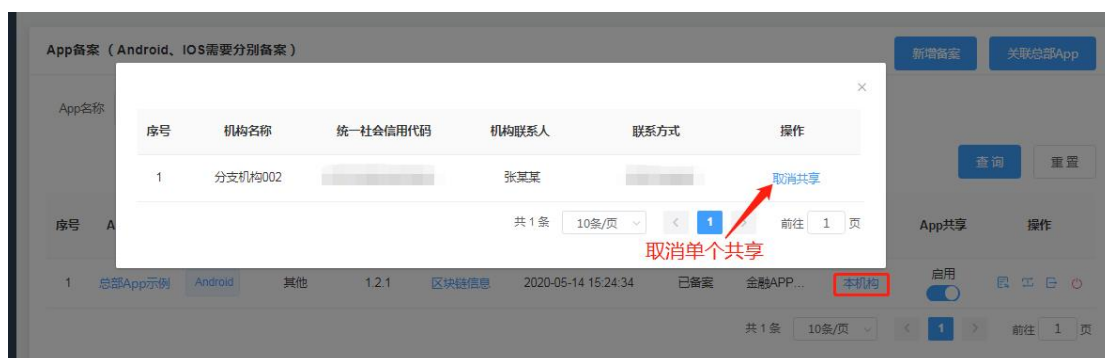 App备案（Android、IOS需要分别备案）
新增备案 关联总部App
App名称
序号 机构名称 统一社会信用代码 机构联系人 联系方式 操作
1 分支机构002 张某某 取消共享
共1条 10条/页 < 1 > 前往 1 页
取消单个共享
查询 重置
序号 A App共享 操作
1 总部App示例 Android 其他 1.2.1 区块链信息 2020-05-14 15:24:34 已备案 金融APP... 本机构 启用
共1条 10条/页 < 1 > 前往 1 页